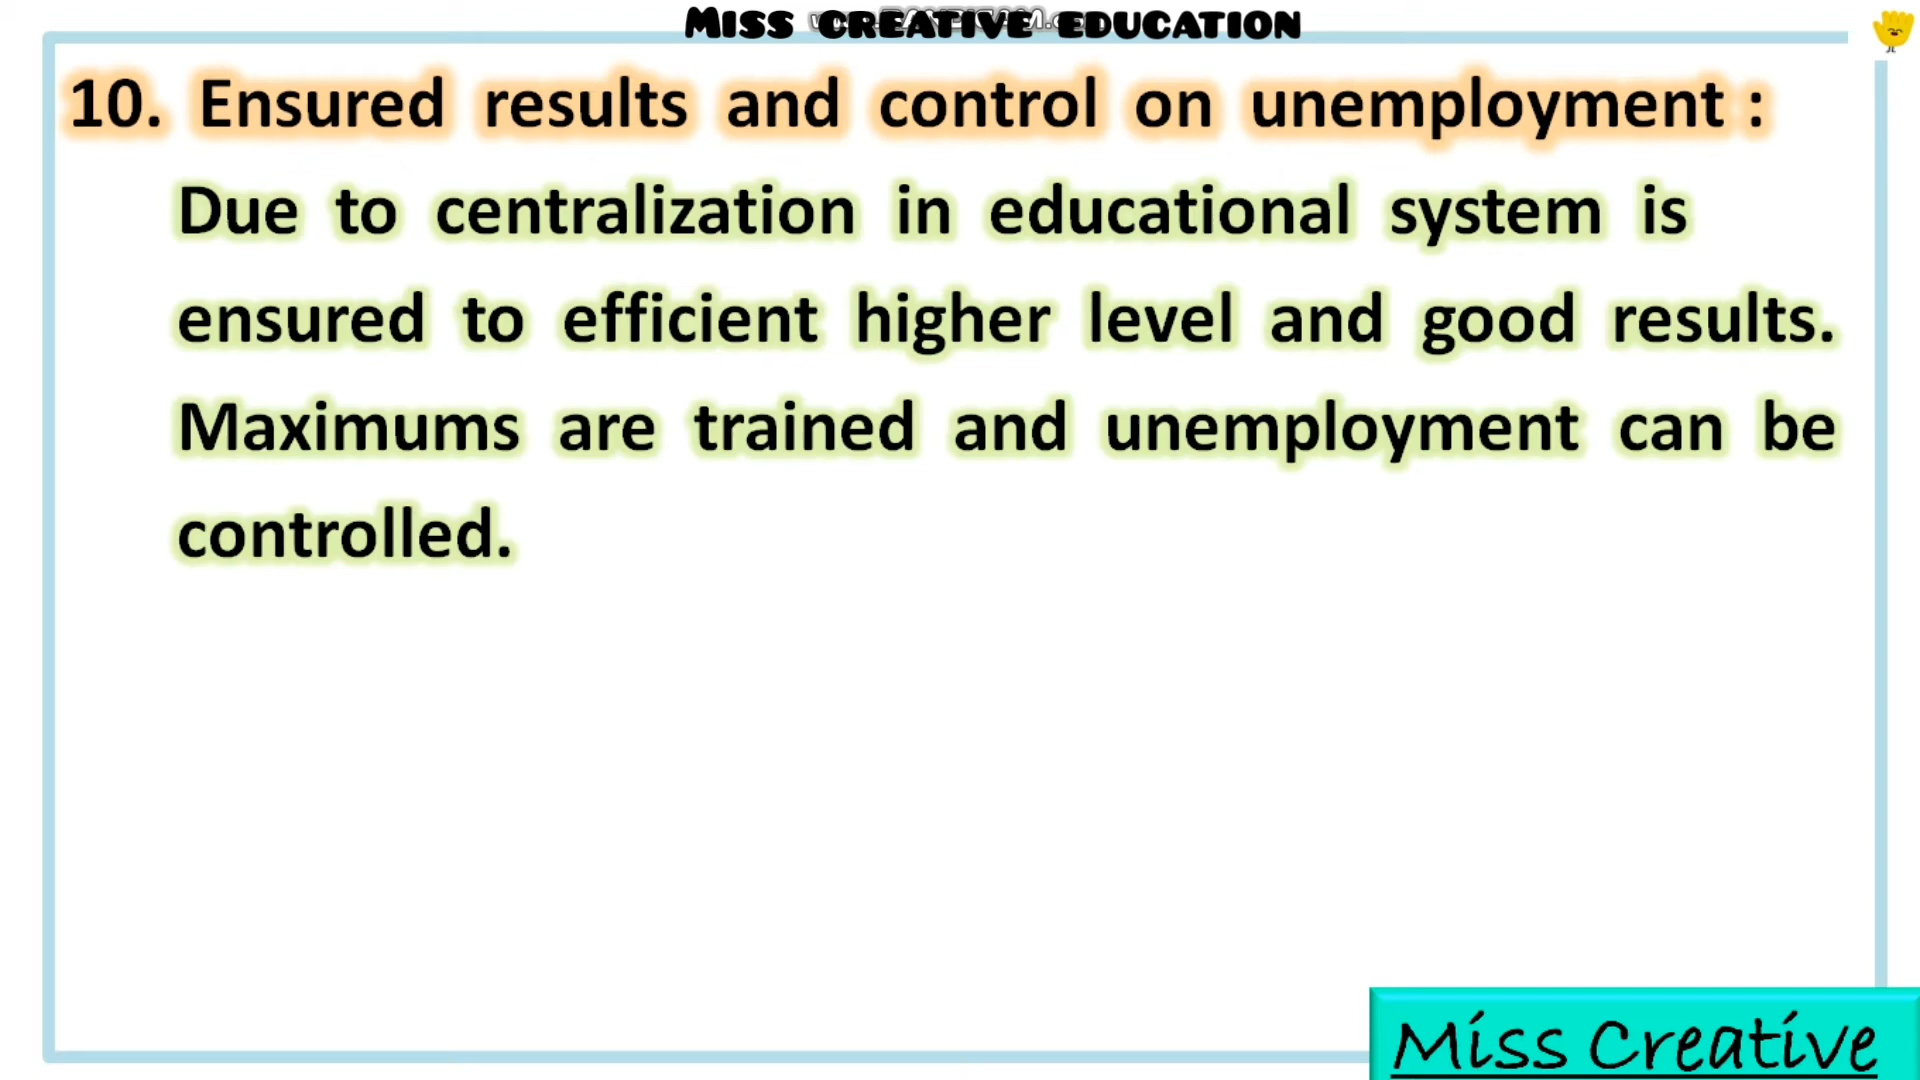 MISS CREATIVE EDUCATION
10. Ensured results and control on unemployment :
Due to centralization in educational system is
ensured to efficient higher level and good results.
Maximums are trained and unemployment can be
controlled.
Miss Creative